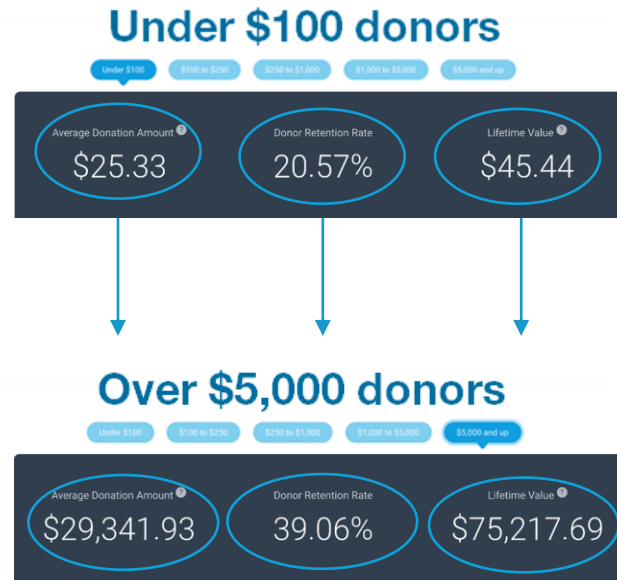 Under $100 donors
Under $100 $100 to $250 $250 to $1,000 $1,000 to $5,000 $5,000 and up
Average Donation Amount ? Donor Retention Rate Lifetime Value ?
$25.33 20.57% $45.44
Over $5,000 donors
Under $100 $100 to $250 $250 to $1,000 $1,000 to $5,000 $5,000 and up
Average Donation Amount ? Donor Retention Rate Lifetime Value ?
$29,341.93 39.06% $75,217.69